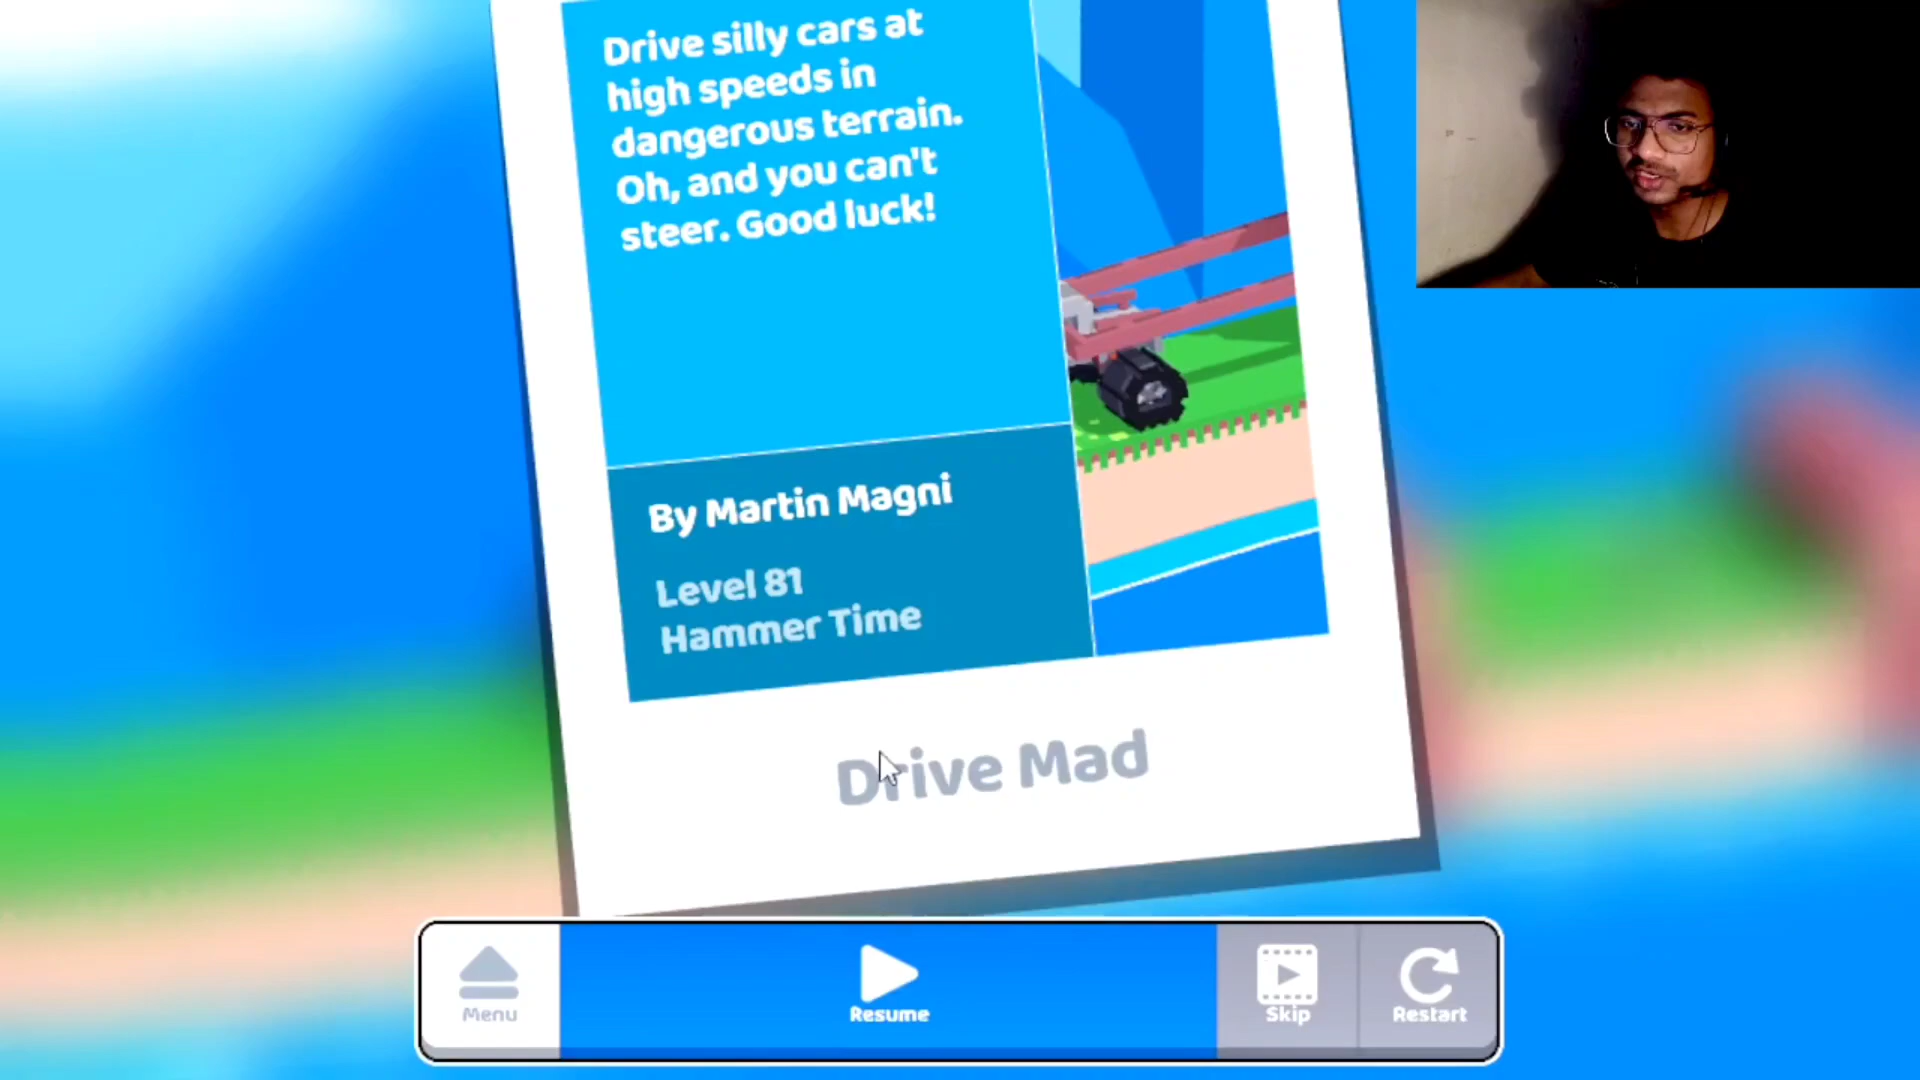 Drive silly cars at
high speeds in
dangerous terrain.
Oh, and you can't
steer. Good luck!
By Martin Magni
Level 81
Hammer Time
Drive Mad
Menu
Resume
Skip
Restart